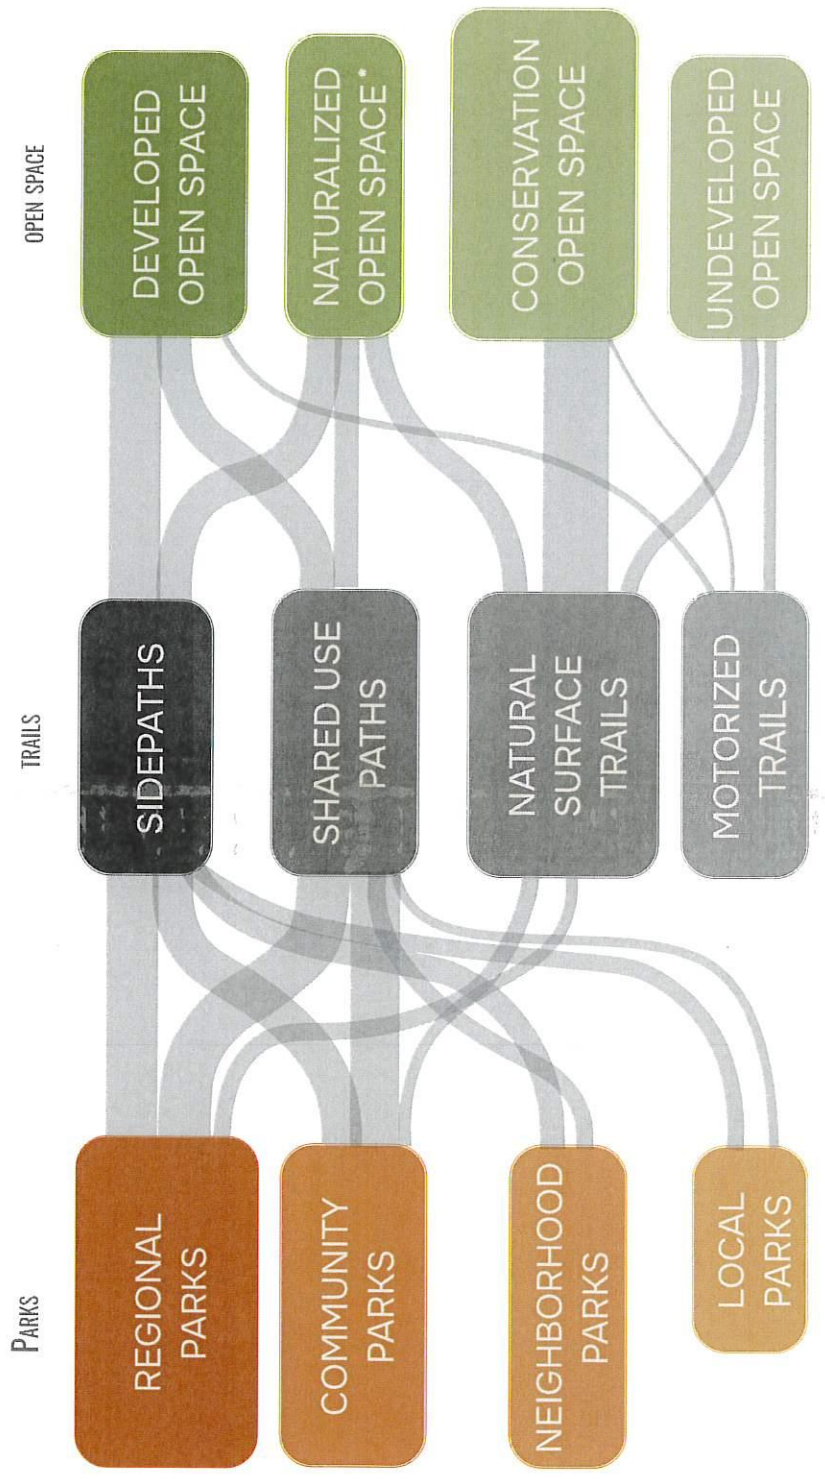 PARKS
TRAILS
OPEN SPACE
REGIONAL
PARKS
SIDEPATHS
DEVELOPED
OPEN SPACE
COMMUNITY
PARKS
SHARED USE
PATHS
NATURALIZED
OPEN SPACE*
NEIGHBORHOOD
PARKS
NATURAL
SURFACE
TRAILS
CONSERVATION
OPEN SPACE
LOCAL
PARKS
MOTORIZED
TRAILS
UNDEVELOPED
OPEN SPACE